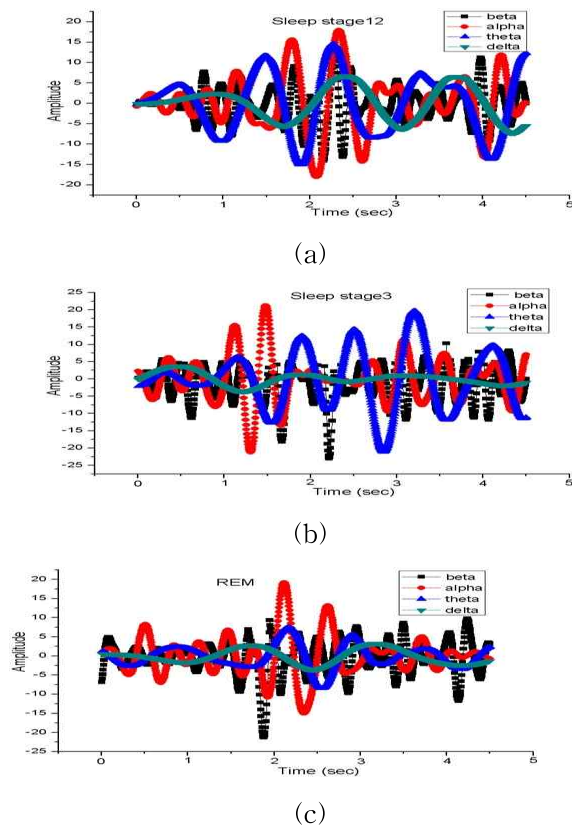 Sleep stage12
beta
alpha
theta
delta
Amplitude
20
15
10
5
0
-5
-10
-15
-20
0 1 2 3 4 5
Time (sec)
(a)
Sleep stage3
beta
alpha
theta
delta
Amplitude
25
20
15
10
5
0
-5
-10
-15
-20
-25
0 1 2 3 4 5
Time (sec)
(b)
REM
beta
alpha
theta
delta
Amplitude
20
15
10
5
0
-5
-10
-15
-20
-25
0 1 2 3 4 5
Time (sec)
(c)